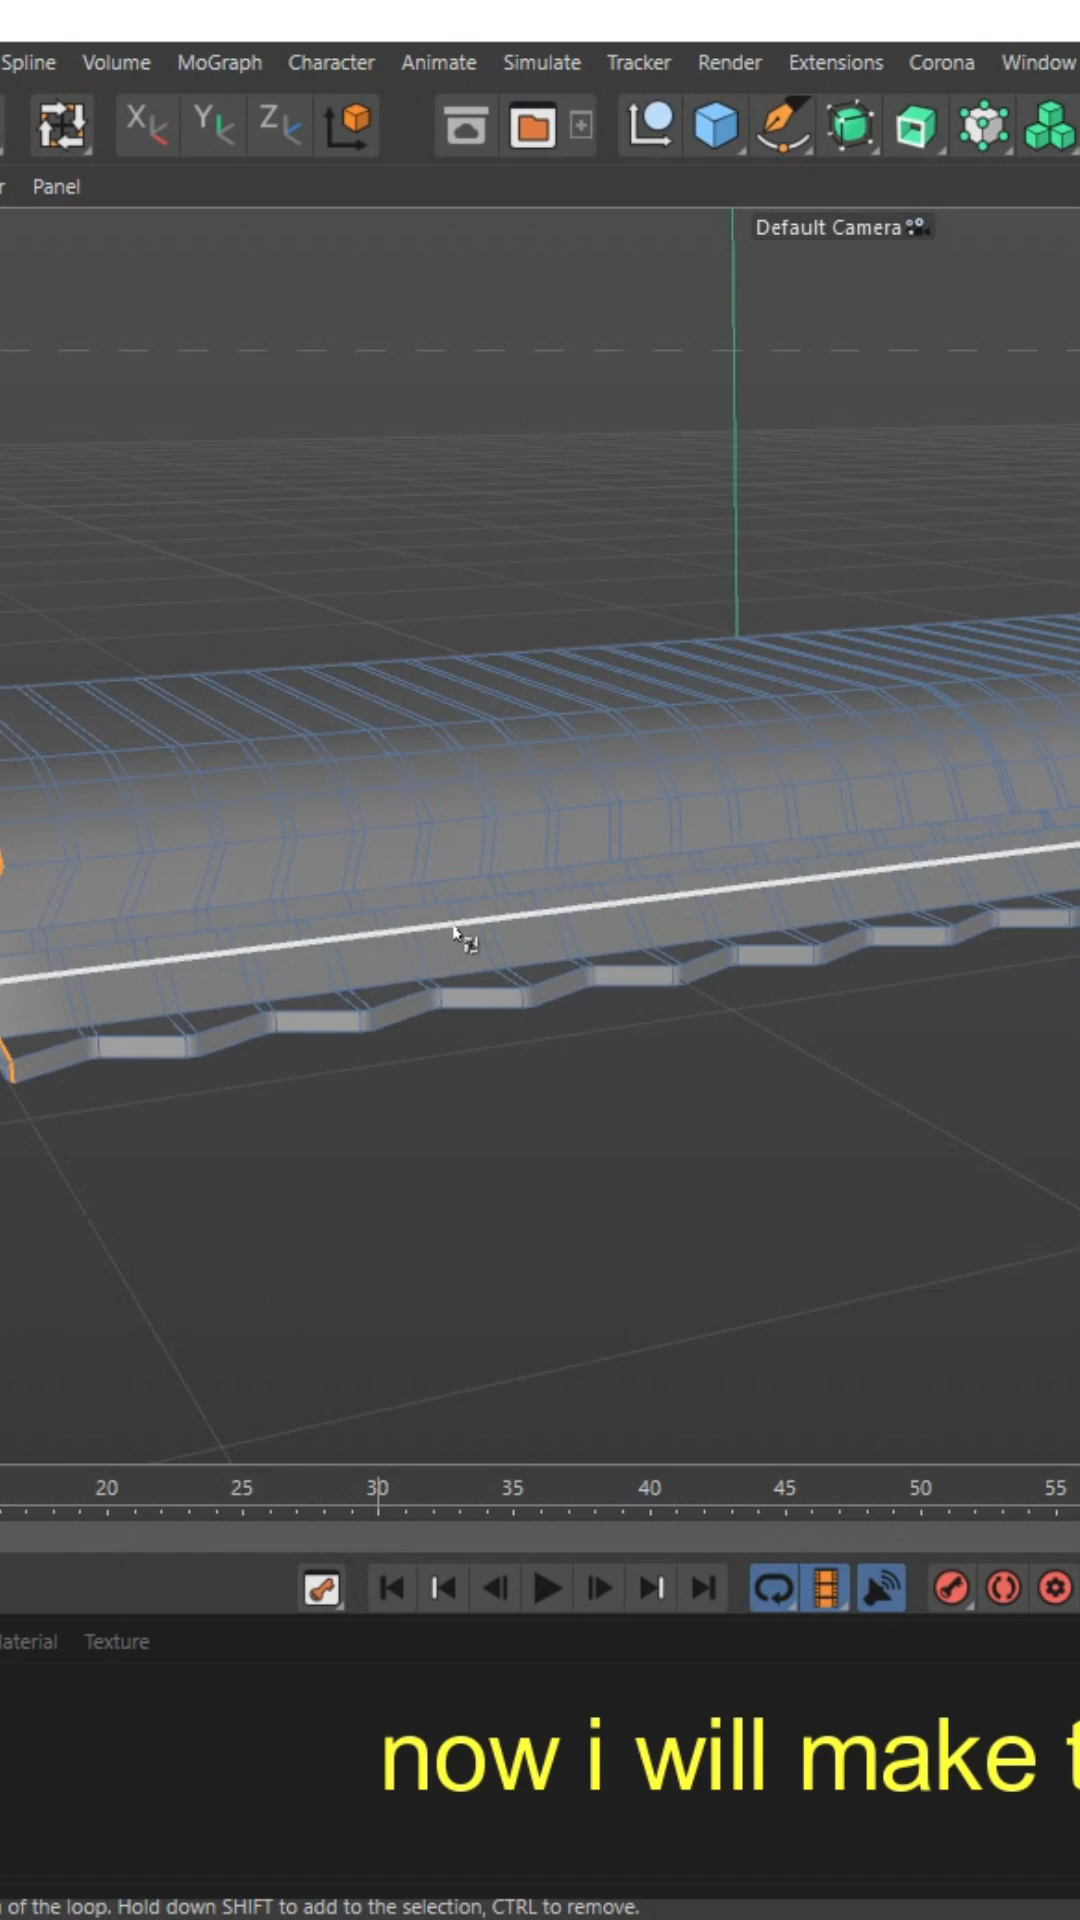 Spline Volume MoGraph Character Animate Simulate Tracker Render Extensions Corona Window
X Y Z
Panel
Default Camera
20 25 30 35 40 45 50 55
Texture
now i will make
of the loop. Hold down SHIFT to add to the selection, CTRL to remove.